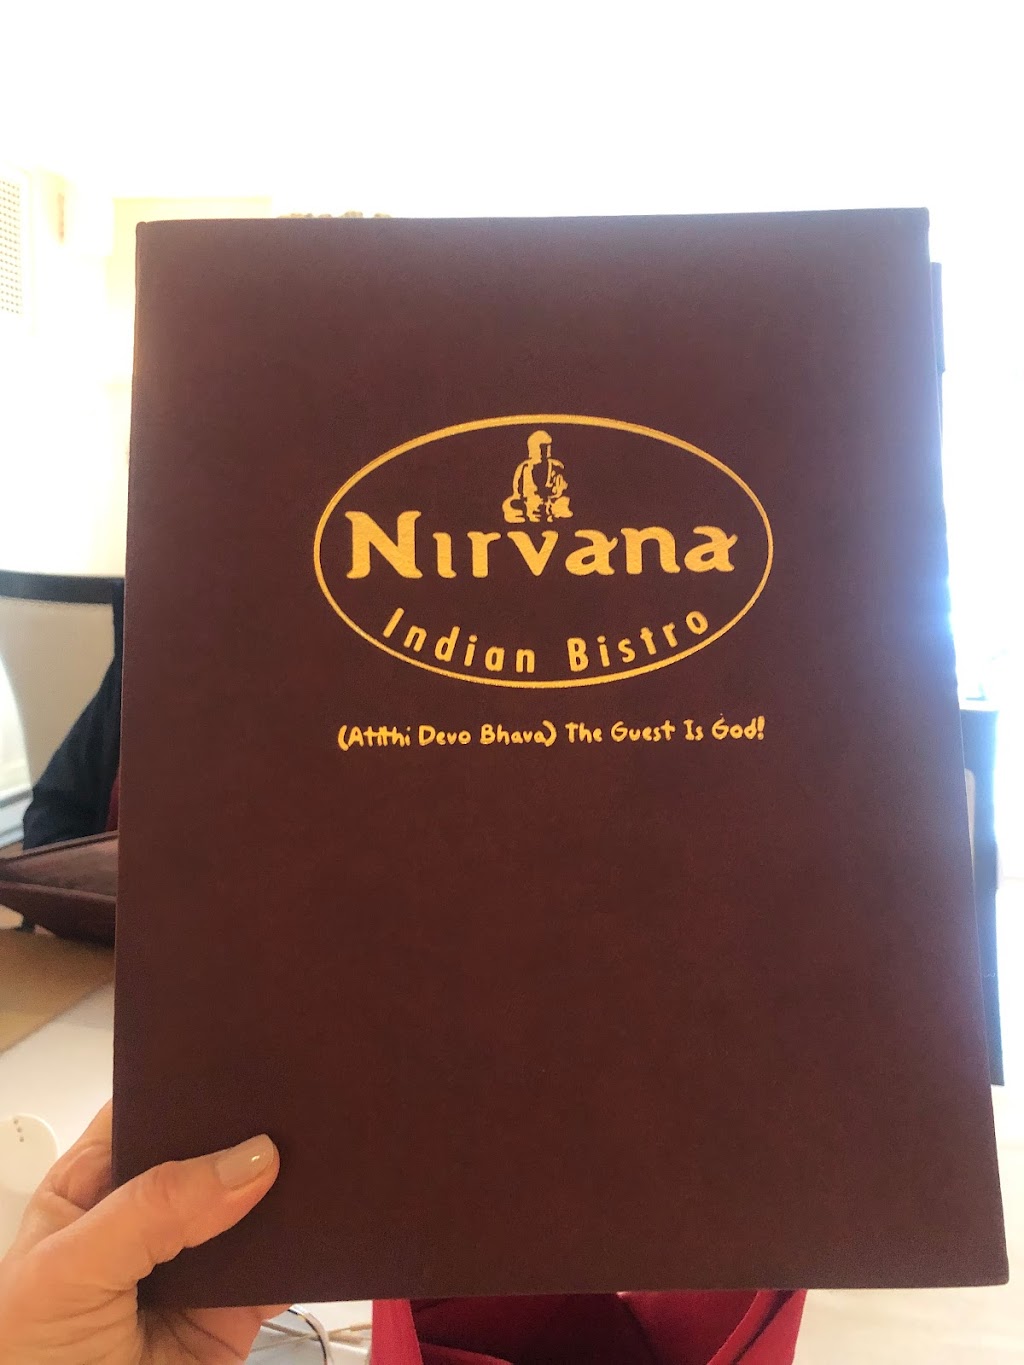 Nirvana
Indian Bistro
(Atithi Devo Bhava) The Guest Is God!